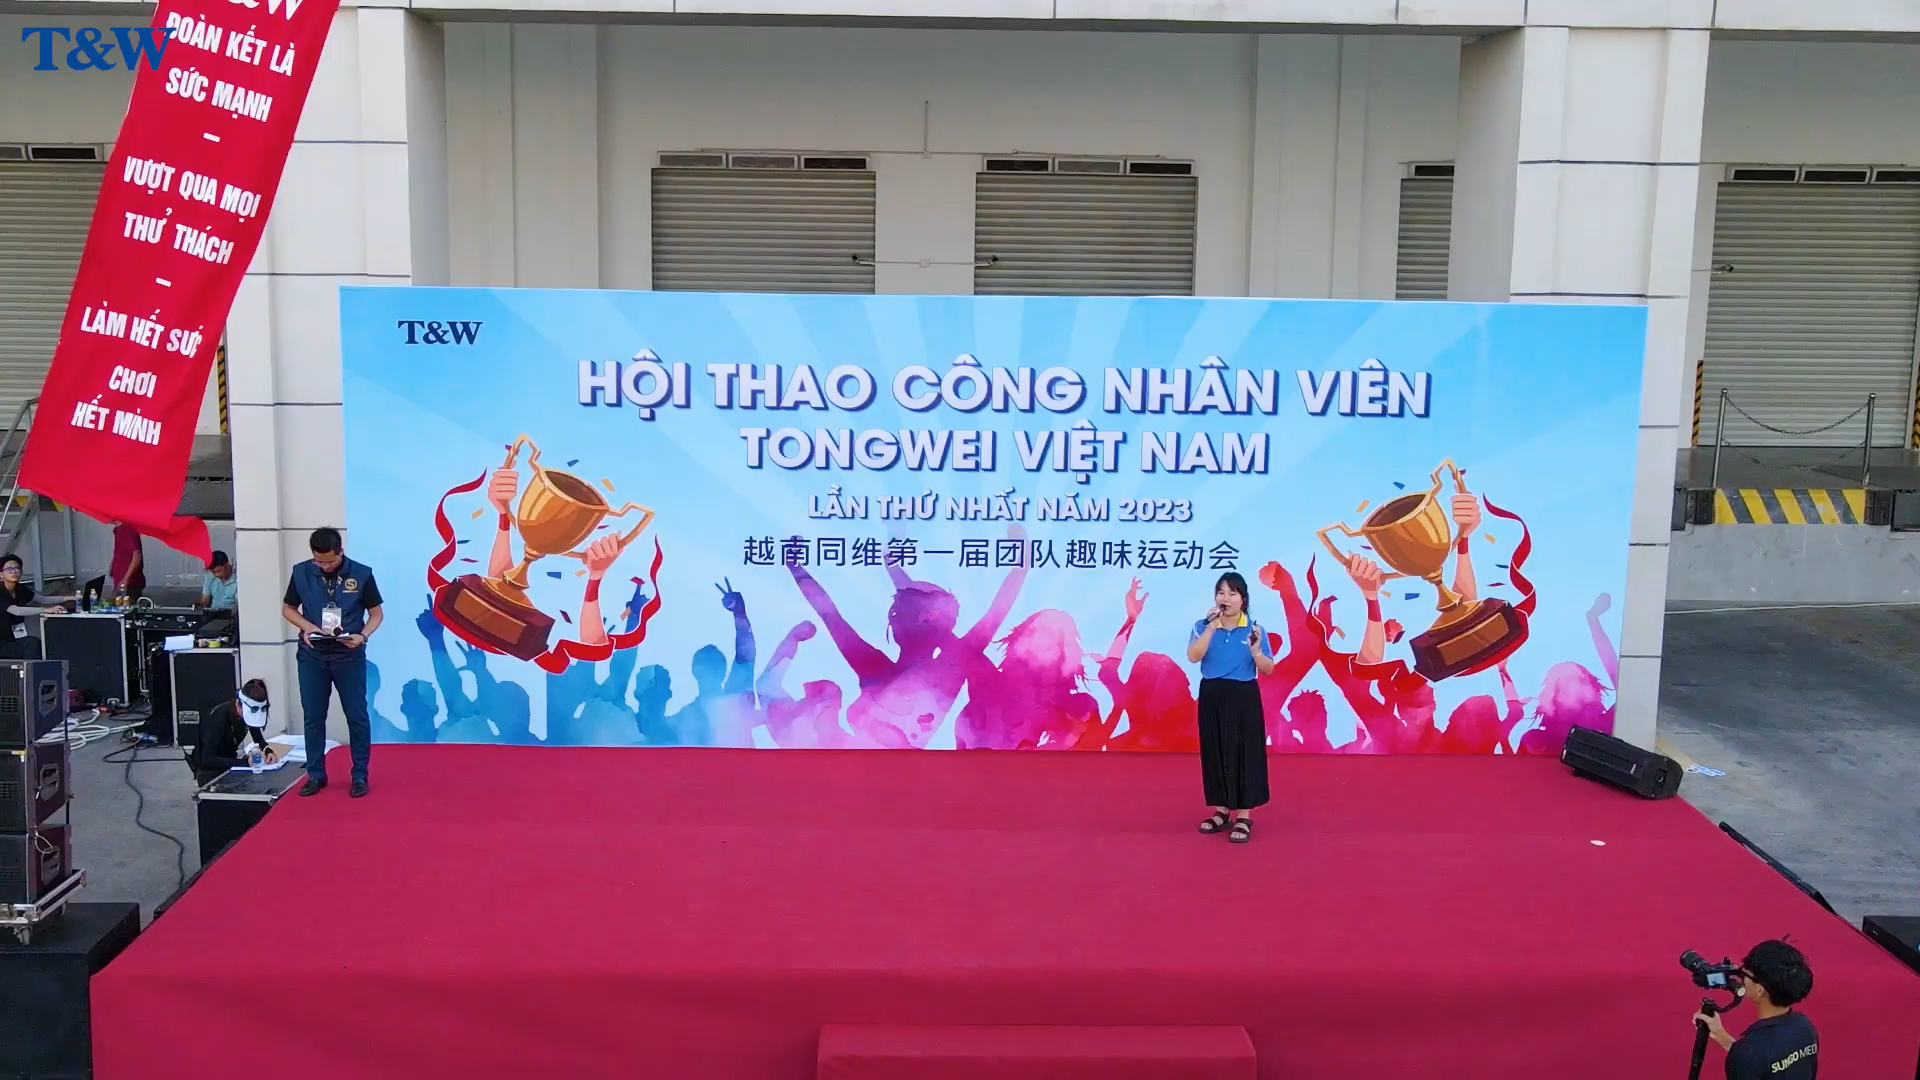 T&W
T&W
ĐOÀN KẾT LÀ
SỨC MẠNH
–
VƯỢT QUA MỌI
THỬ THÁCH
–
LÀM HẾT SỨC
CHƠI
HẾT MÌNH
T&W
HỘI THAO CÔNG NHÂN VIÊN
TONGWEI VIỆT NAM
LẦN THỨ NHẤT NĂM 2023
越南同维第一届团队趣味运动会
SUNGO MEDI